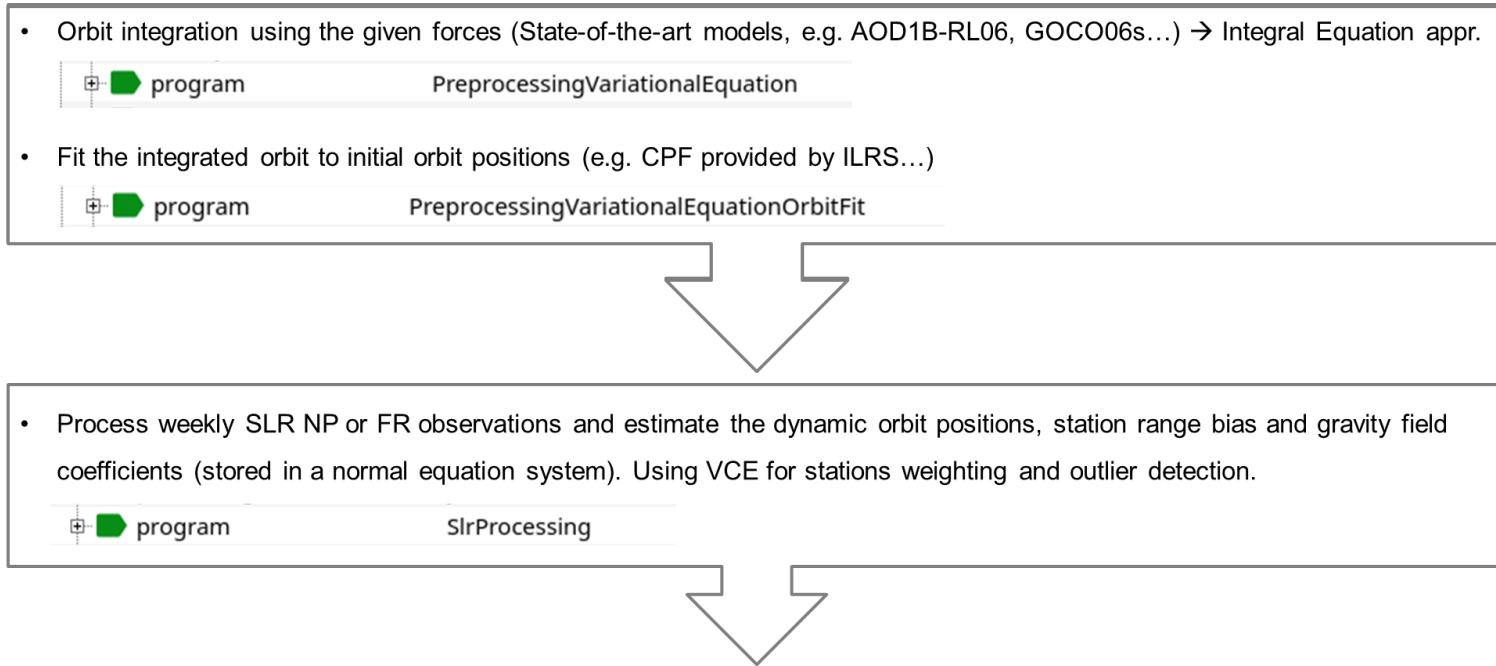 • Orbit integration using the given forces (State-of-the-art models, e.g. AOD1B-RL06, GOCO06s…) → Integral Equation appr.
program PreprocessingVariationalEquation
• Fit the integrated orbit to initial orbit positions (e.g. CPF provided by ILRS…)
program PreprocessingVariationalEquationOrbitFit
• Process weekly SLR NP or FR observations and estimate the dynamic orbit positions, station range bias and gravity field
coefficients (stored in a normal equation system). Using VCE for stations weighting and outlier detection.
program SlrProcessing